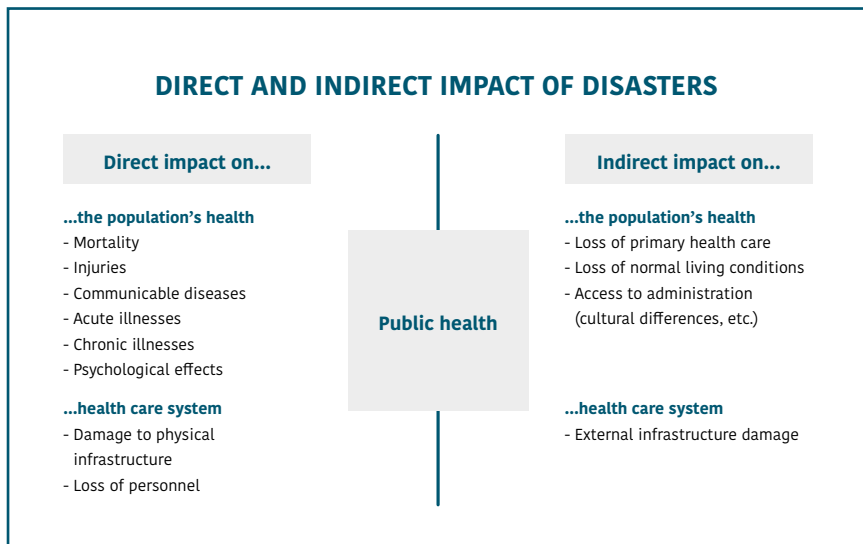 DIRECT AND INDIRECT IMPACT OF DISASTERS
Direct impact on...
...the population's health
- Mortality
- Injuries
- Communicable diseases
- Acute illnesses
- Chronic illnesses
- Psychological effects
...health care system
- Damage to physical
infrastructure
- Loss of personnel
Public health
Indirect impact on...
...the population's health
- Loss of primary health care
- Loss of normal living conditions
- Access to administration
(cultural differences, etc.)
...health care system
- External infrastructure damage